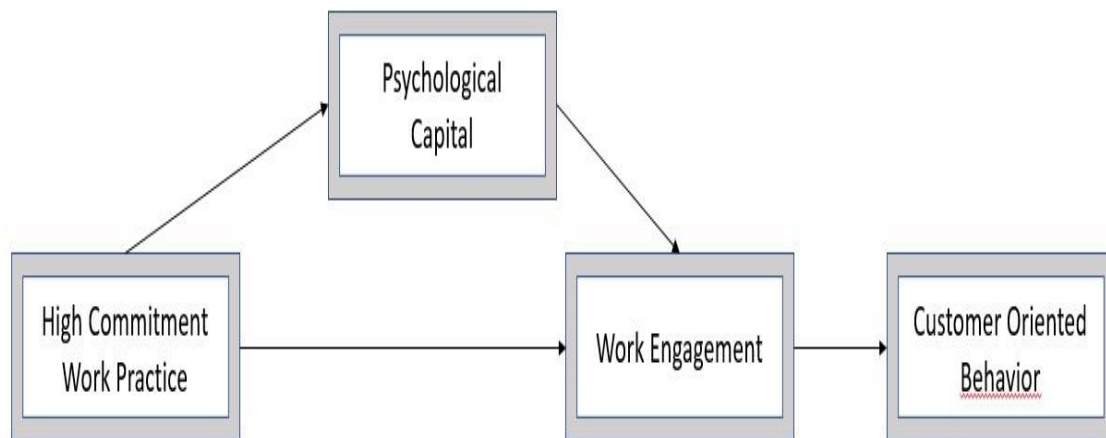 Psychological
Capital
High Commitment
Work Practice
Work Engagement
Customer Oriented
Behavior